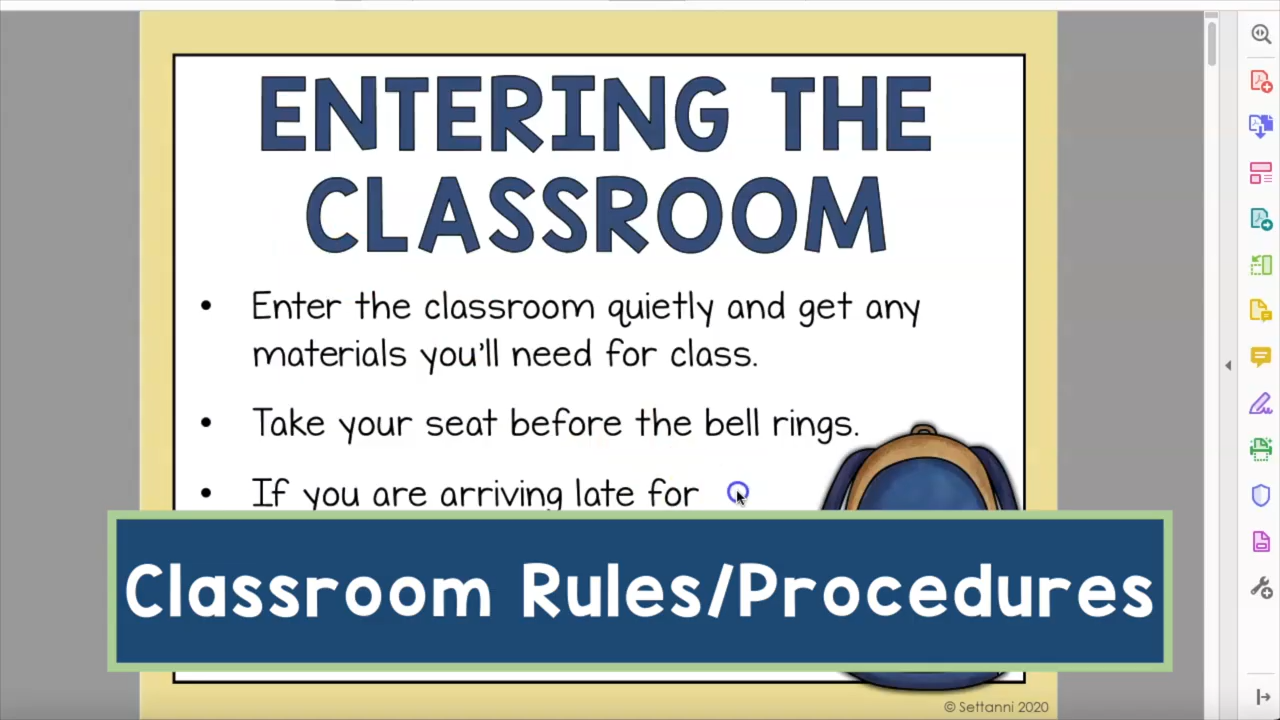 ENTERING THE
CLASSROOM
• Enter the classroom quietly and get any
materials you'll need for class.
• Take your seat before the bell rings.
• If you are arriving late for
Classroom Rules/Procedures
© Settanni 2020